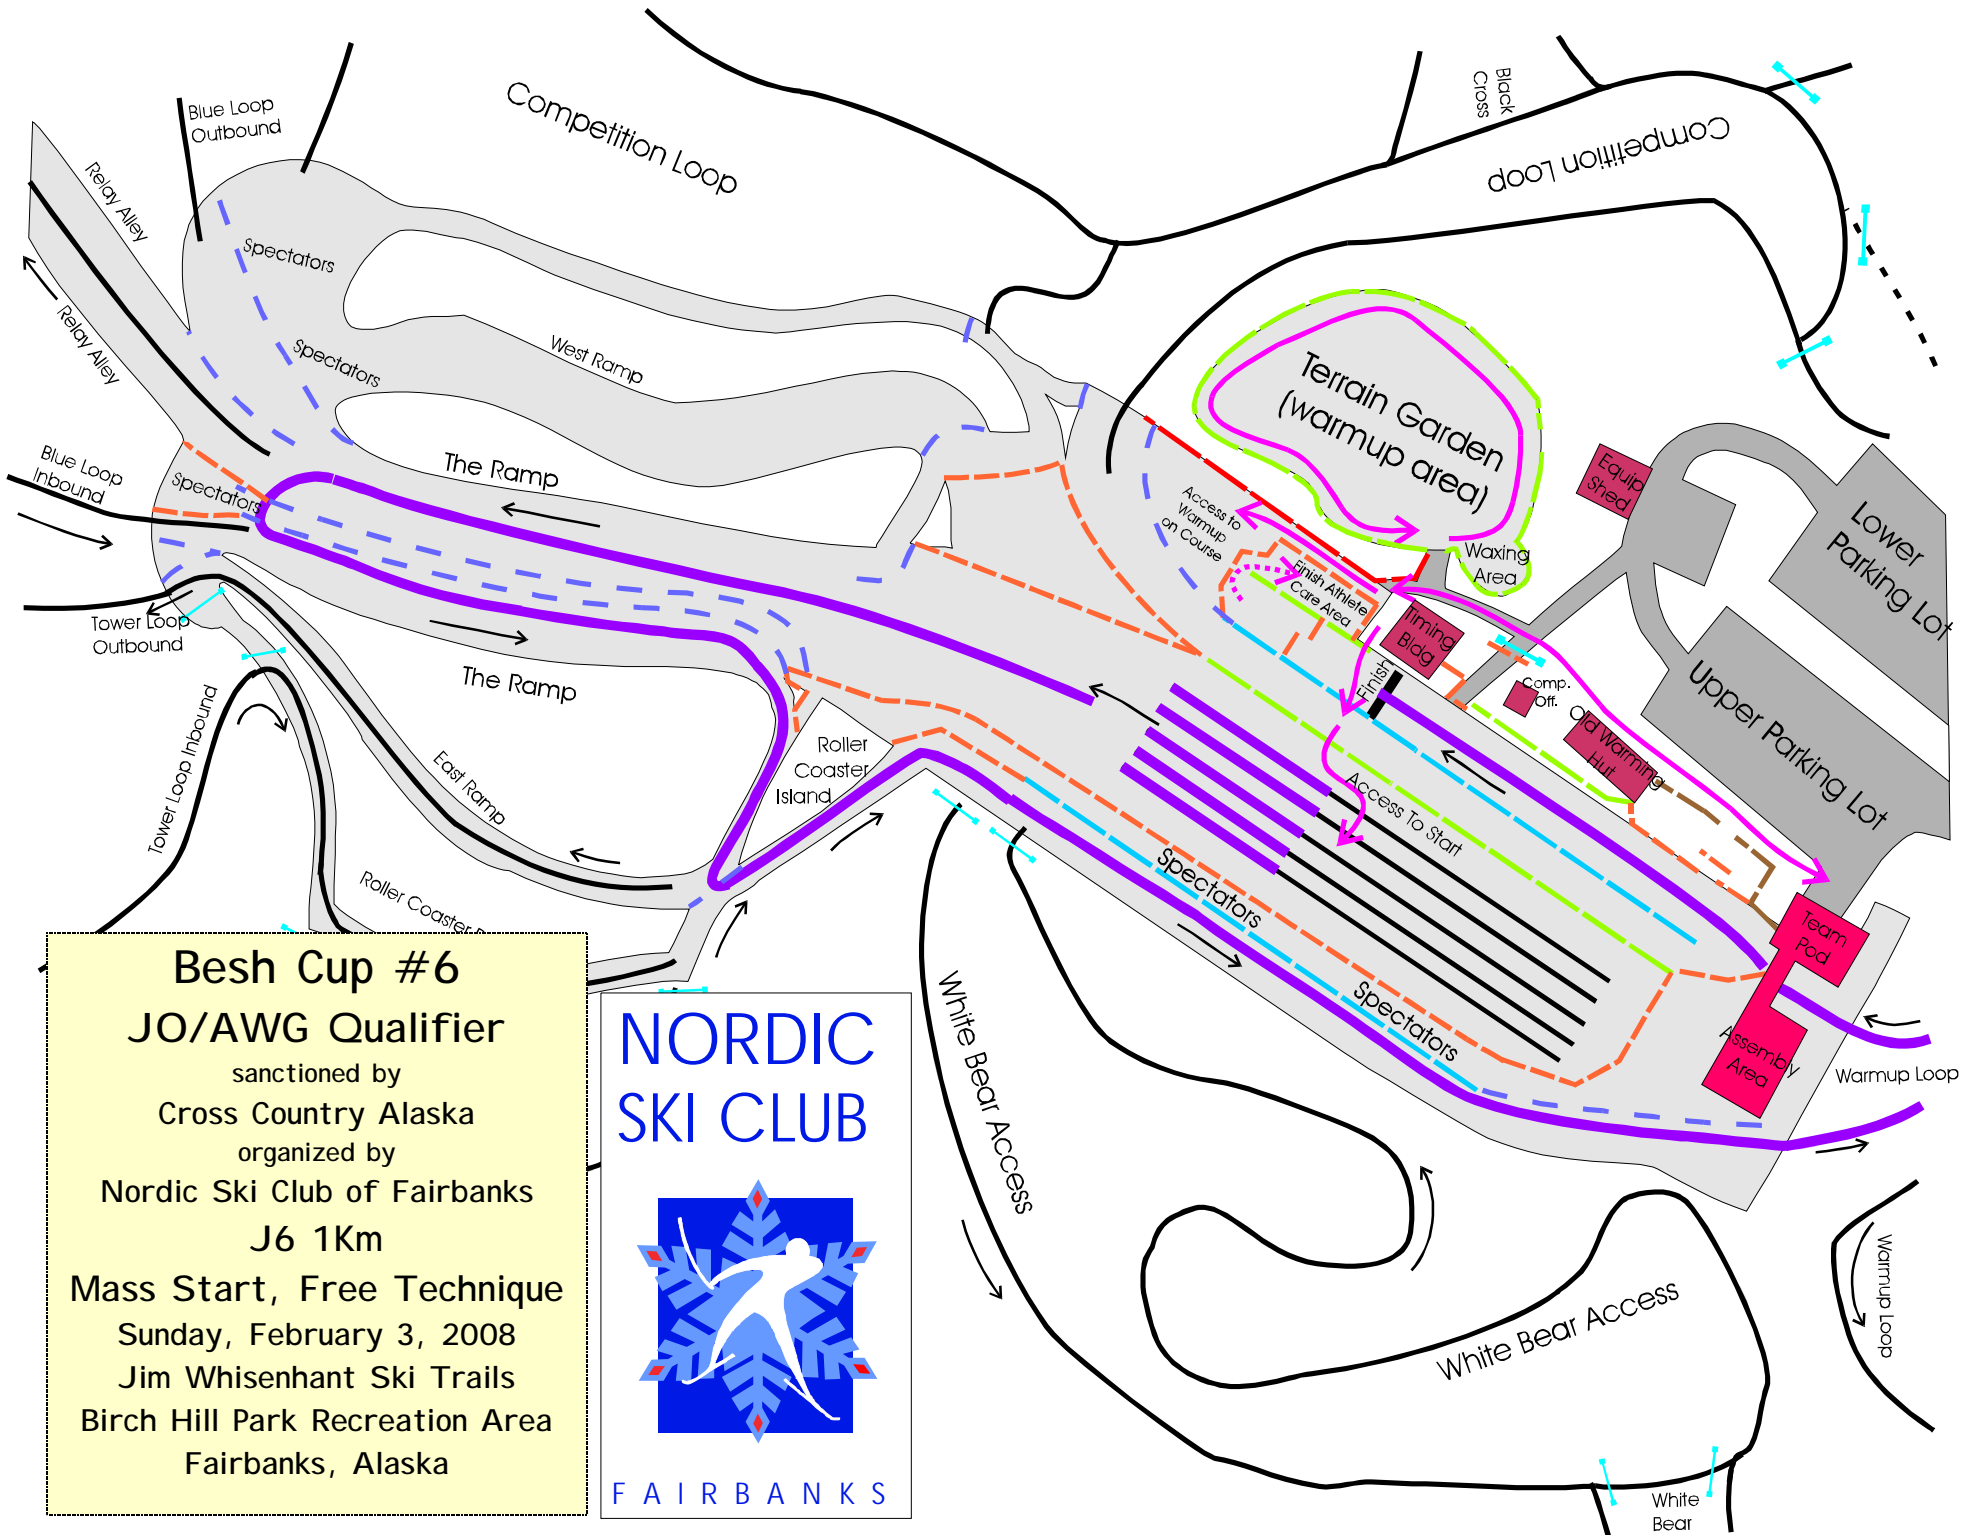 Blue Loop
Outbound
Competition Loop
Black
Cross
Competition Loop
Relay Alley
Relay Alley
Spectators
Spectators
West Ramp
Terrain Garden
(warmup area)
Blue Loop
Inbound
Spectators
The Ramp
Access to
Warmup
on Course
Finish Athlete
Care Area
Waxing
Area
Equip
Shed
Lower
Parking Lot
Timing
Bldg
Finish
Comp.
Off.
Old Warming
Hut
Upper Parking Lot
Tower Loop
Outbound
The Ramp
Tower Loop Inbound
East Ramp
Roller
Coaster
Island
Access To Start
Spectators
Spectators
Roller Coaster
Team
Pod
Assembly
Area
Warmup Loop
White Bear Access
White Bear Access
Warmup Loop
White
Bear
Besh Cup #6
JO/AWG Qualifier
sanctioned by
Cross Country Alaska
organized by
Nordic Ski Club of Fairbanks
J6 1Km
Mass Start, Free Technique
Sunday, February 3, 2008
Jim Whisenhant Ski Trails
Birch Hill Park Recreation Area
Fairbanks, Alaska
NORDIC
SKI CLUB
FAIRBANKS